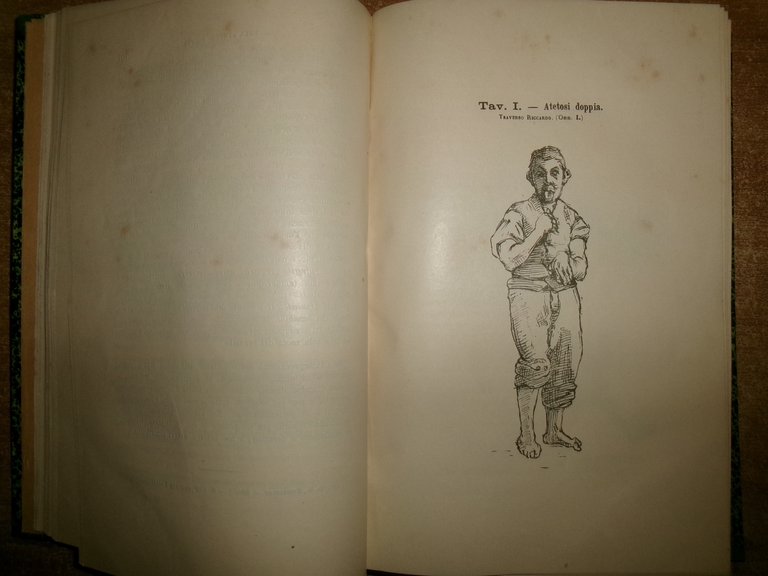 Tav. I. — Atetosi doppia.
Traverso Riccardo. (Oss. I.)